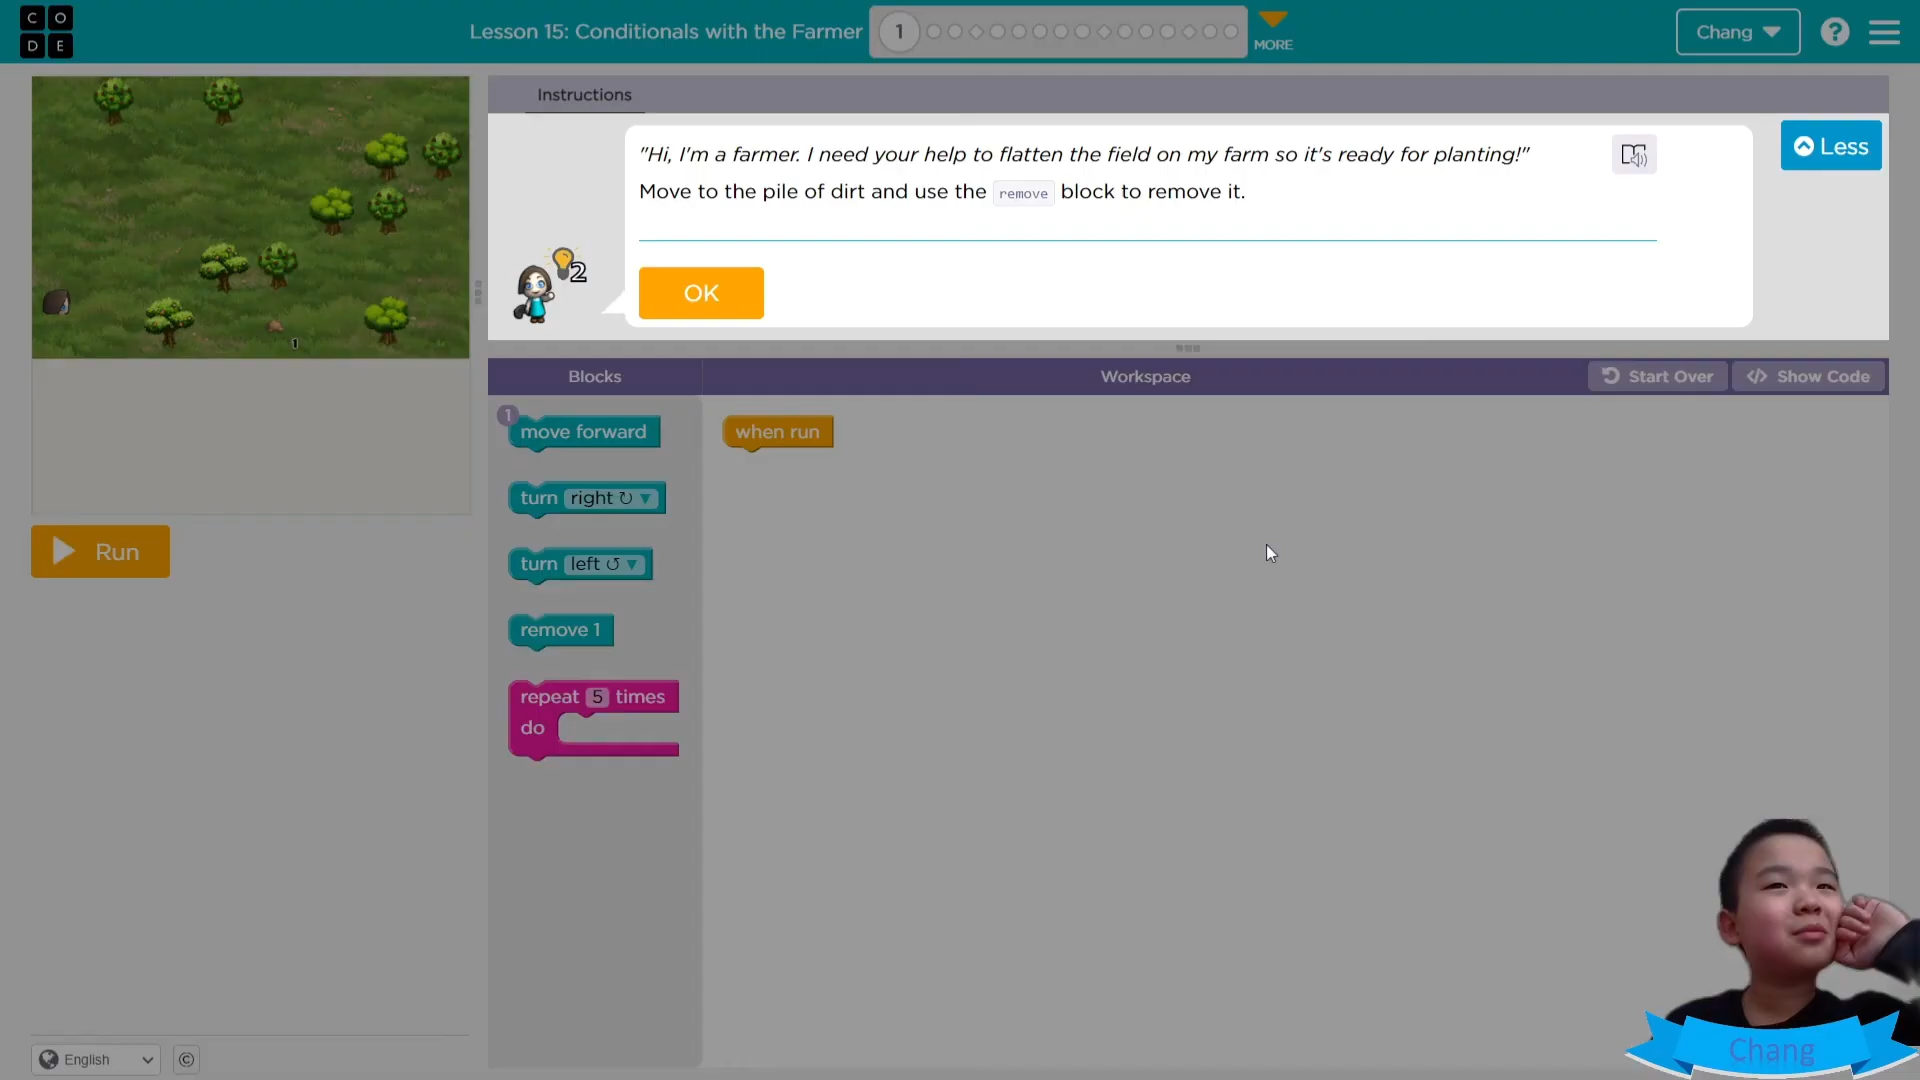 CODE
Lesson 15: Conditionals with the Farmer
1
MORE
Chang
?
Instructions
"Hi, I'm a farmer. I need your help to flatten the field on my farm so it's ready for planting!"
Move to the pile of dirt and use the remove block to remove it.
Less
2
OK
1
Blocks
Workspace
Start Over
</> Show Code
1
move forward
when run
turn right ↻ ▼
turn left ↺ ▼
remove 1
repeat 5 times
do
Run
English
©
Chang